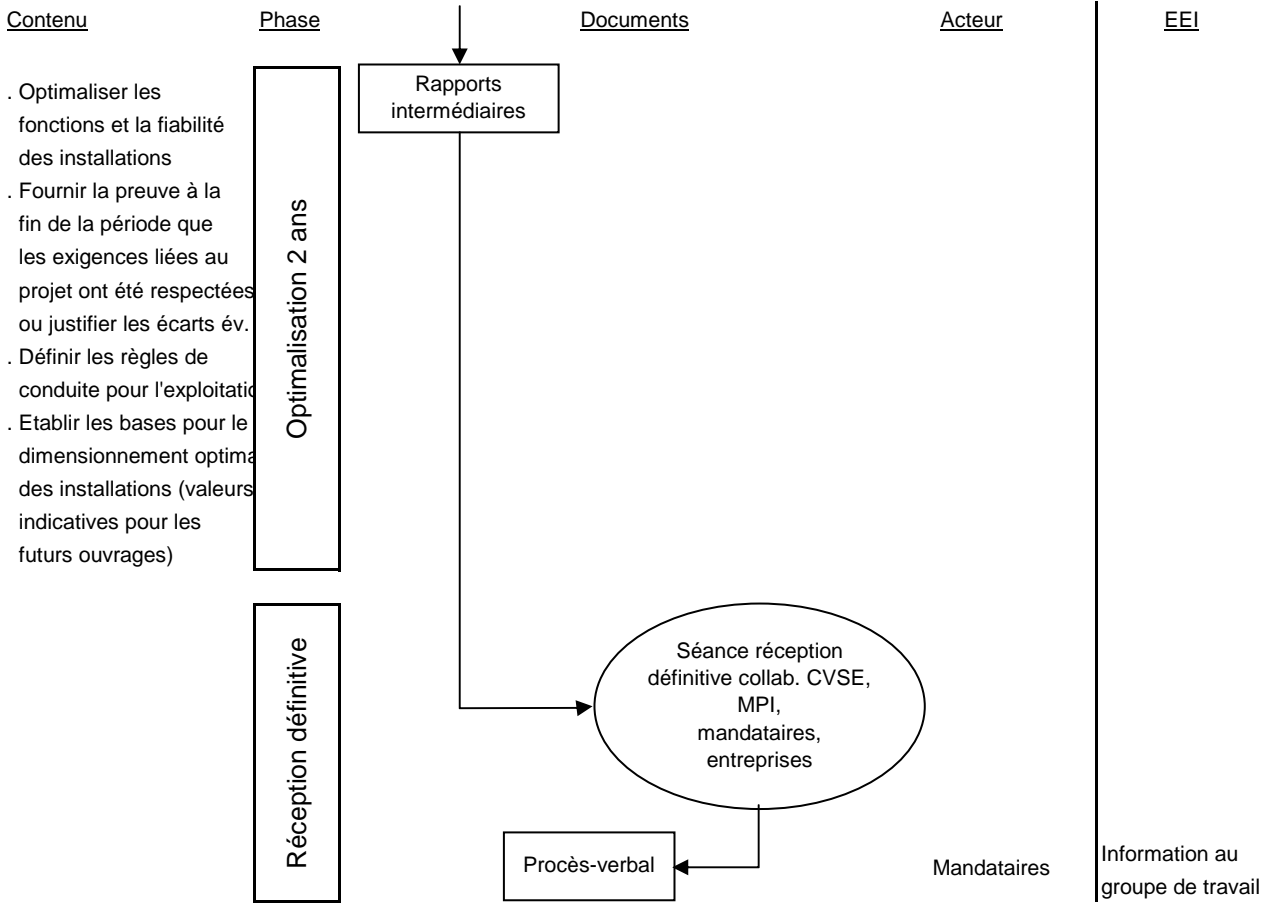 Contenu
Phase
Documents
Acteur
EEI
. Optimaliser les
fonctions et la fiabilité
des installations
. Fournir la preuve à la
fin de la période que
les exigences liées au
projet ont été respectées
ou justifier les écarts év.
. Définir les règles de
conduite pour l'exploitatio
. Etablir les bases pour le
dimensionnement optima
des installations (valeurs
indicatives pour les
futurs ouvrages)
Optimalisation 2 ans
Rapports
intermédiaires
Réception définitive
Séance réception
définitive collab. CVSE,
MPI,
mandataires,
entreprises
Procès-verbal
Mandataires
Information au
groupe de travail